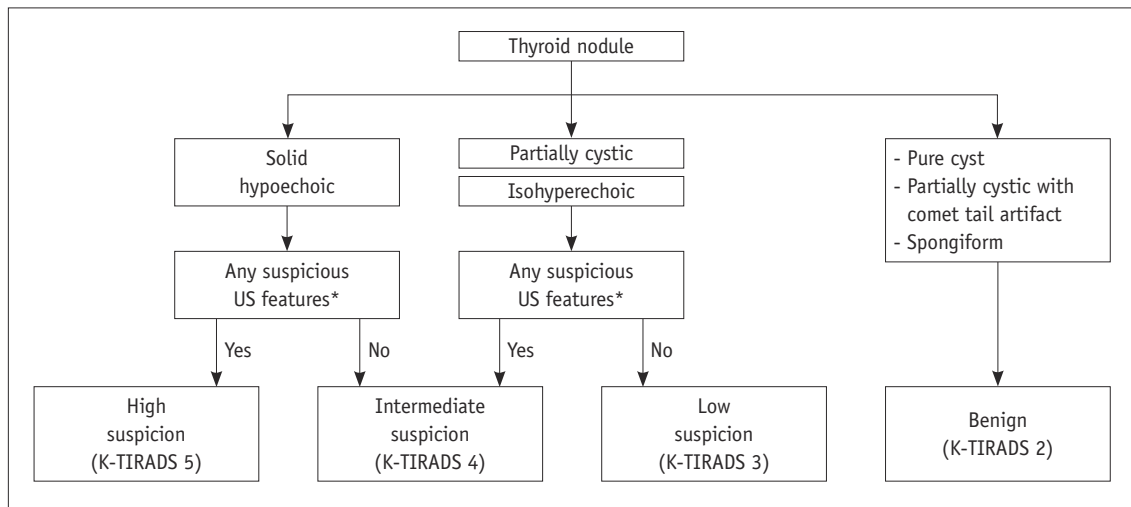 Thyroid nodule
Solid
hypoechoic
Partially cystic
Isohyperechoic
- Pure cyst
- Partially cystic with
comet tail artifact
- Spongiform
Any suspicious
US features*
Any suspicious
US features*
Yes
No
Yes
No
High
suspicion
(K-TIRADS 5)
Intermediate
suspicion
(K-TIRADS 4)
Low
suspicion
(K-TIRADS 3)
Benign
(K-TIRADS 2)